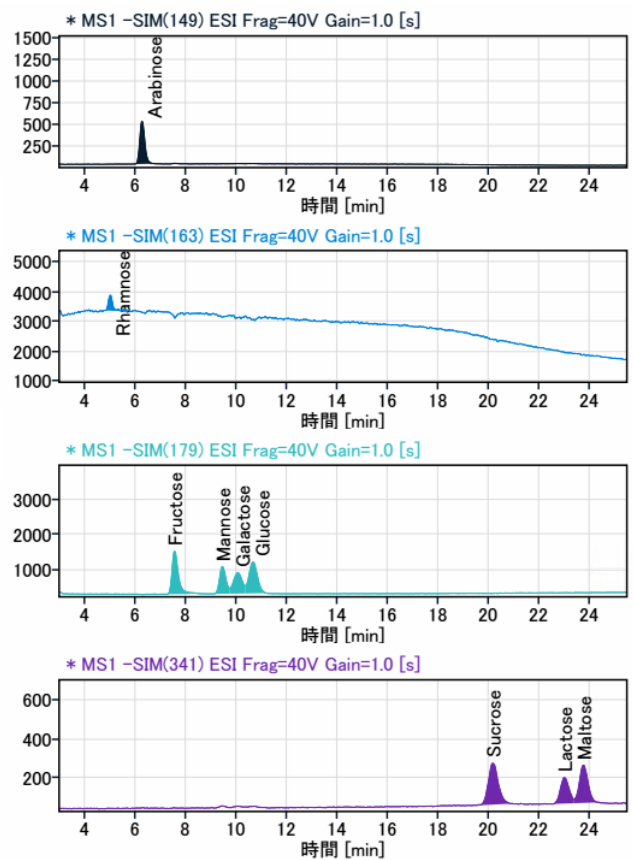 * MS1 -SIM(149) ESI Frag=40V Gain=1.0 [s]
1500
1250
1000
750
500
250
Arabinose
4 6 8 10 12 14 16 18 20 22 24
時間 [min]
* MS1 -SIM(163) ESI Frag=40V Gain=1.0 [s]
5000
4000
3000
2000
1000
Rhamnose
4 6 8 10 12 14 16 18 20 22 24
時間 [min]
* MS1 -SIM(179) ESI Frag=40V Gain=1.0 [s]
3000
2000
1000
Fructose
Mannose
Galactose
Glucose
4 6 8 10 12 14 16 18 20 22 24
時間 [min]
* MS1 -SIM(341) ESI Frag=40V Gain=1.0 [s]
600
400
200
Sucrose
Lactose
Maltose
4 6 8 10 12 14 16 18 20 22 24
時間 [min]